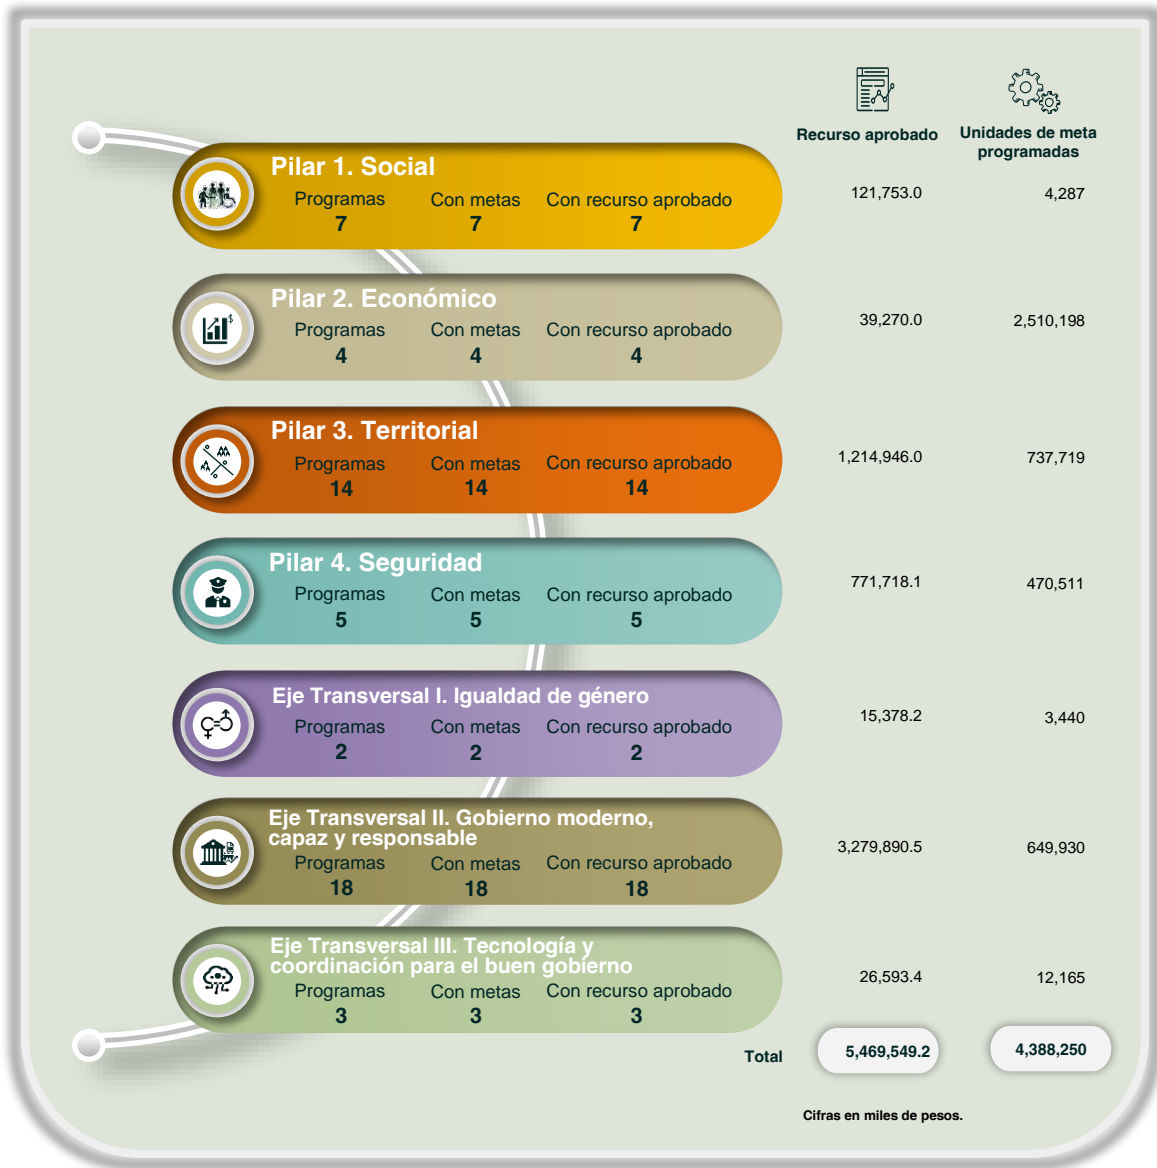 Recurso aprobado
Unidades de meta
programadas
Pilar 1. Social
Programas Con metas Con recurso aprobado
7 7 7
121,753.0 4,287
Pilar 2. Económico
Programas Con metas Con recurso aprobado
4 4 4
39,270.0 2,510,198
Pilar 3. Territorial
Programas Con metas Con recurso aprobado
14 14 14
1,214,946.0 737,719
Pilar 4. Seguridad
Programas Con metas Con recurso aprobado
5 5 5
771,718.1 470,511
Eje Transversal I. Igualdad de género
Programas Con metas Con recurso aprobado
2 2 2
15,378.2 3,440
Eje Transversal II. Gobierno moderno,
capaz y responsable
Programas Con metas Con recurso aprobado
18 18 18
3,279,890.5 649,930
Eje Transversal III. Tecnología y
coordinación para el buen gobierno
Programas Con metas Con recurso aprobado
3 3 3
26,593.4 12,165
Total 5,469,549.2 4,388,250
Cifras en miles de pesos.